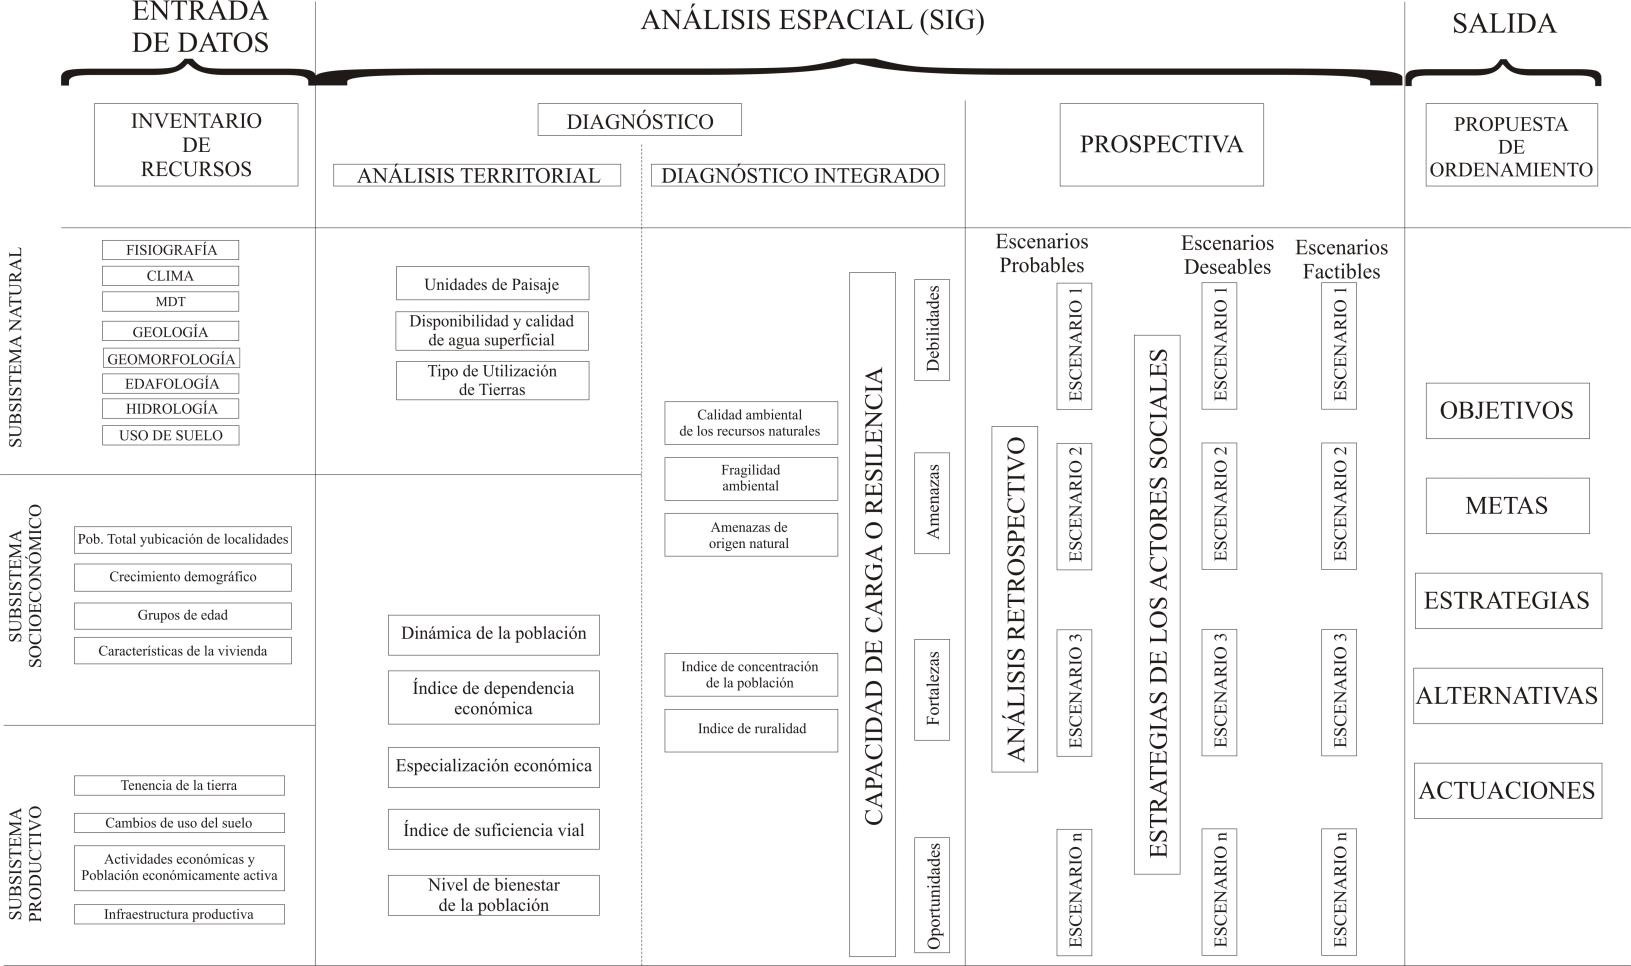 ENTRADA
DE DATOS
ANÁLISIS ESPACIAL (SIG)
SALIDA
INVENTARIO
DE
RECURSOS
DIAGNÓSTICO
ANÁLISIS TERRITORIAL
DIAGNÓSTICO INTEGRADO
PROSPECTIVA
PROPUESTA
DE
ORDENAMIENTO
SUBSISTEMA NATURAL
FISIOGRAFÍA
CLIMA
MDT
GEOLOGÍA
GEOMORFOLOGÍA
EDAFOLOGÍA
HIDROLOGÍA
USO DE SUELO
SUBSISTEMA
SOCIOECONÓMICO
Pob. Total yubicación de localidades
Crecimiento demográfico
Grupos de edad
Características de la vivienda
SUBSISTEMA
PRODUCTIVO
Tenencia de la tierra
Cambios de uso del suelo
Actividades económicas y
Población económicamente activa
Infraestructura productiva
Unidades de Paisaje
Disponibilidad y calidad
de agua superficial
Tipo de Utilización
de Tierras
Dinámica de la población
Índice de dependencia
económica
Especialización económica
Índice de suficiencia vial
Nivel de bienestar
de la población
Calidad ambiental
de los recursos naturales
Fragilidad
ambiental
Amenazas de
origen natural
Indice de concentración
de la población
Indice de ruralidad
CAPACIDAD DE CARGA O RESILENCIA
Debilidades
Amenazas
Fortalezas
Oportunidades
ANÁLISIS RETROSPECTIVO
Escenarios
Probables
ESCENARIO 1
ESCENARIO 2
ESCENARIO 3
ESCENARIO n
ESTRATEGIAS DE LOS ACTORES SOCIALES
Escenarios
Deseables
ESCENARIO 1
ESCENARIO 2
ESCENARIO 3
ESCENARIO n
Escenarios
Factibles
ESCENARIO 1
ESCENARIO 2
ESCENARIO 3
ESCENARIO n
OBJETIVOS
METAS
ESTRATEGIAS
ALTERNATIVAS
ACTUACIONES